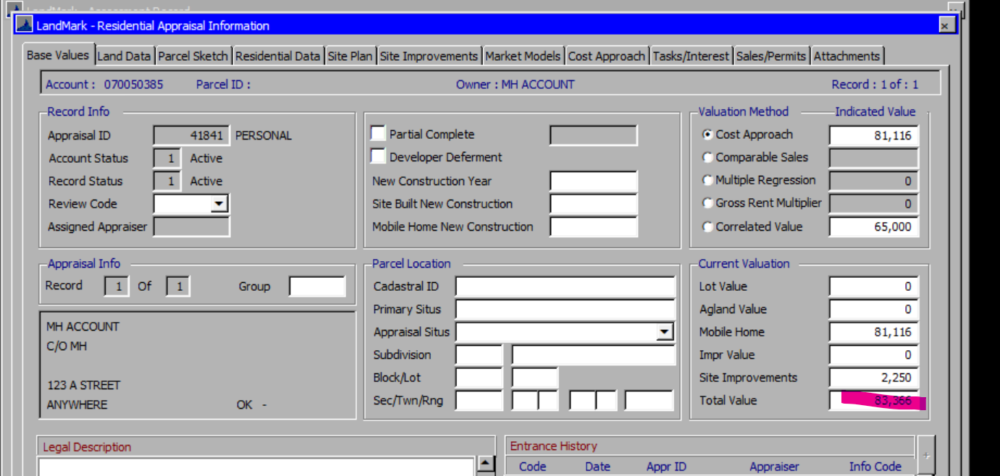 LandMark - Assessment Record
LandMark - Residential Appraisal Information
Base Values Land Data Parcel Sketch Residential Data Site Plan Site Improvements Market Models Cost Approach Tasks/Interest Sales/Permits Attachments
Account : 070050385 Parcel ID : Owner : MH ACCOUNT Record : 1 of : 1
Record Info
Appraisal ID 41841 PERSONAL
Account Status 1 Active
Record Status 1 Active
Review Code
Assigned Appraiser
Partial Complete
Developer Deferment
New Construction Year
Site Built New Construction
Mobile Home New Construction
Valuation Method Indicated Value
Cost Approach 81,116
Comparable Sales
Multiple Regression 0
Gross Rent Multiplier 0
Correlated Value 65,000
Appraisal Info
Record 1 Of 1 Group
MH ACCOUNT
C/O MH
123 A STREET
ANYWHERE OK -
Parcel Location
Cadastral ID
Primary Situs
Appraisal Situs
Subdivision
Block/Lot
Sec/Twn/Rng
Current Valuation
Lot Value 0
Agland Value 0
Mobile Home 81,116
Impr Value 0
Site Improvements 2,250
Total Value 83,366
Legal Description
Entrance History
Code Date Appr ID Appraiser Info Code